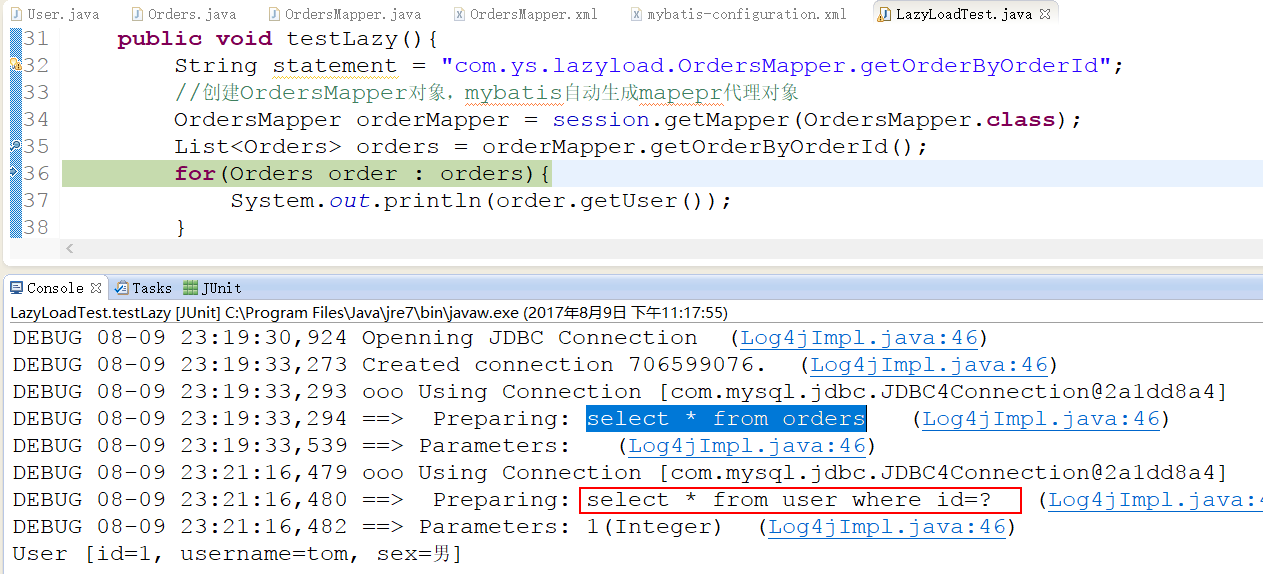 User.java Orders.java OrdersMapper.java OrdersMapper.xml mybatis-configuration.xml LazyLoadTest.java
31 public void testLazy(){
32 String statement = "com.ys.lazyload.OrdersMapper.getOrderByOrderId";
33 //创建OrdersMapper对象，mybatis自动生成mapepr代理对象
34 OrdersMapper orderMapper = session.getMapper(OrdersMapper.class);
35 List<Orders> orders = orderMapper.getOrderByOrderId();
36 for(Orders order : orders){
37 System.out.println(order.getUser());
38 }
Console Tasks JUnit
LazyLoadTest.testLazy [JUnit] C:\Program Files\Java\jre7\bin\javaw.exe (2017年8月9日 下午11:17:55)
DEBUG 08-09 23:19:30,924 Openning JDBC Connection (Log4jImpl.java:46)
DEBUG 08-09 23:19:33,273 Created connection 706599076. (Log4jImpl.java:46)
DEBUG 08-09 23:19:33,293 ooo Using Connection [com.mysql.jdbc.JDBC4Connection@2a1dd8a4]
DEBUG 08-09 23:19:33,294 ==> Preparing: select * from orders (Log4jImpl.java:46)
DEBUG 08-09 23:19:33,539 ==> Parameters: (Log4jImpl.java:46)
DEBUG 08-09 23:21:16,479 ooo Using Connection [com.mysql.jdbc.JDBC4Connection@2a1dd8a4]
DEBUG 08-09 23:21:16,480 ==> Preparing: select * from user where id=? (Log4jImpl.java:4
DEBUG 08-09 23:21:16,482 ==> Parameters: 1(Integer) (Log4jImpl.java:46)
User [id=1, username=tom, sex=男]